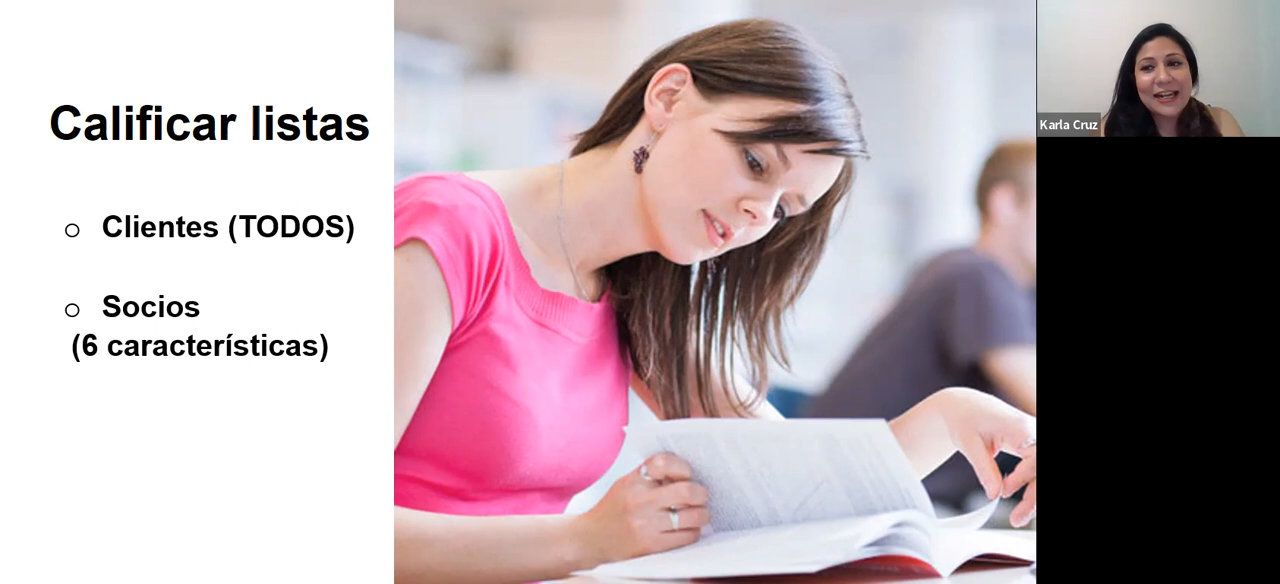 Calificar listas
o Clientes (TODOS)
o Socios
(6 características)
Karla Cruz